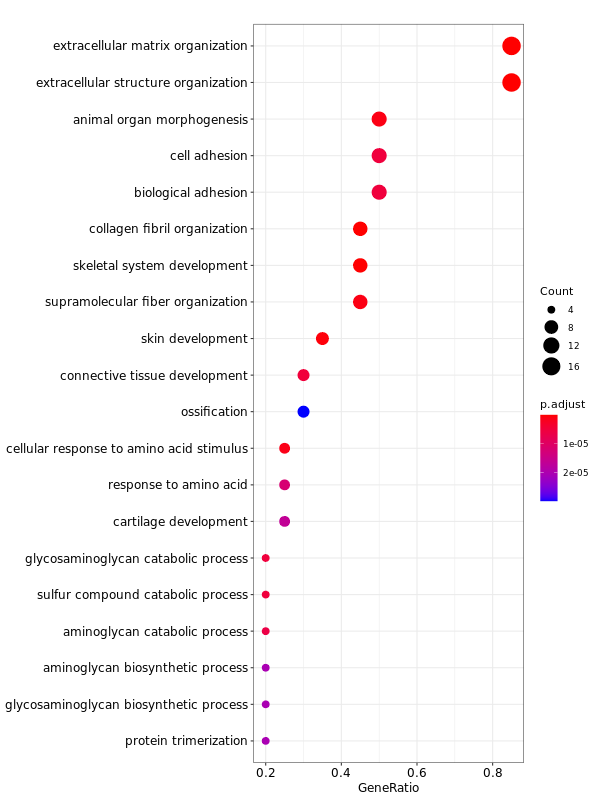 extracellular matrix organization
extracellular structure organization
animal organ morphogenesis
cell adhesion
biological adhesion
collagen fibril organization
skeletal system development
supramolecular fiber organization
skin development
connective tissue development
ossification
cellular response to amino acid stimulus
response to amino acid
cartilage development
glycosaminoglycan catabolic process
sulfur compound catabolic process
aminoglycan catabolic process
aminoglycan biosynthetic process
glycosaminoglycan biosynthetic process
protein trimerization
0.2 0.4 0.6 0.8
GeneRatio
Count
4
8
12
16
p.adjust
1e-05
2e-05